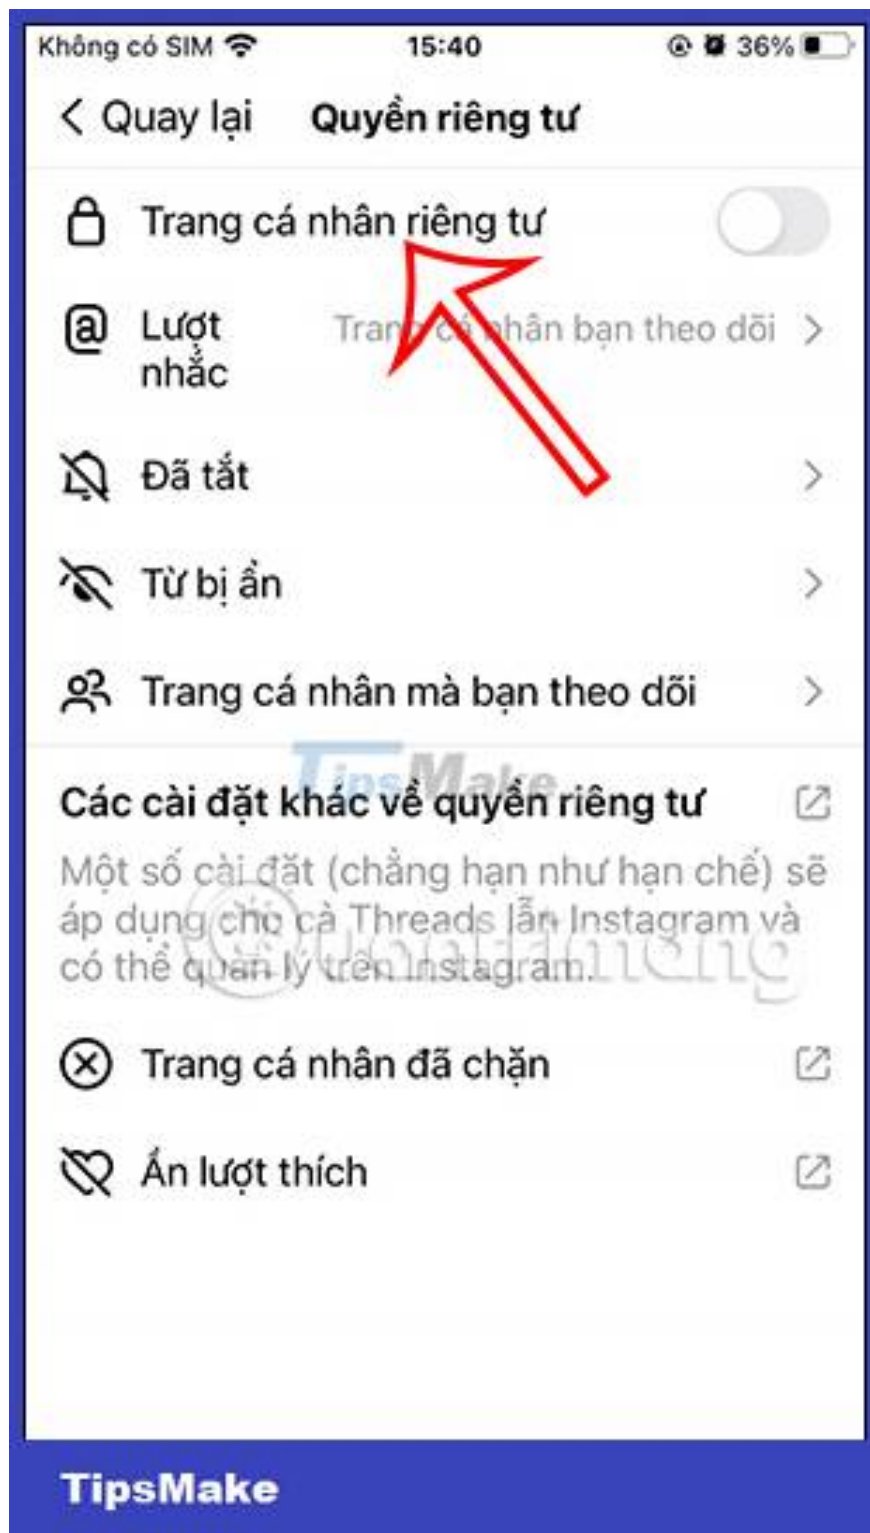 Không có SIM 15:40 36%
Quay lại Quyền riêng tư
Trang cá nhân riêng tư
Lượt nhắc Trang cá nhân bạn theo dõi
Đã tắt
Từ bị ẩn
Trang cá nhân mà bạn theo dõi
TipsMake
Các cài đặt khác về quyền riêng tư
Một số cài đặt (chẳng hạn như hạn chế) sẽ
áp dụng cho cả Threads lẫn Instagram và
có thể quản lý trên Instagram.
Quantrimang
Trang cá nhân đã chặn
Ẩn lượt thích
TipsMake